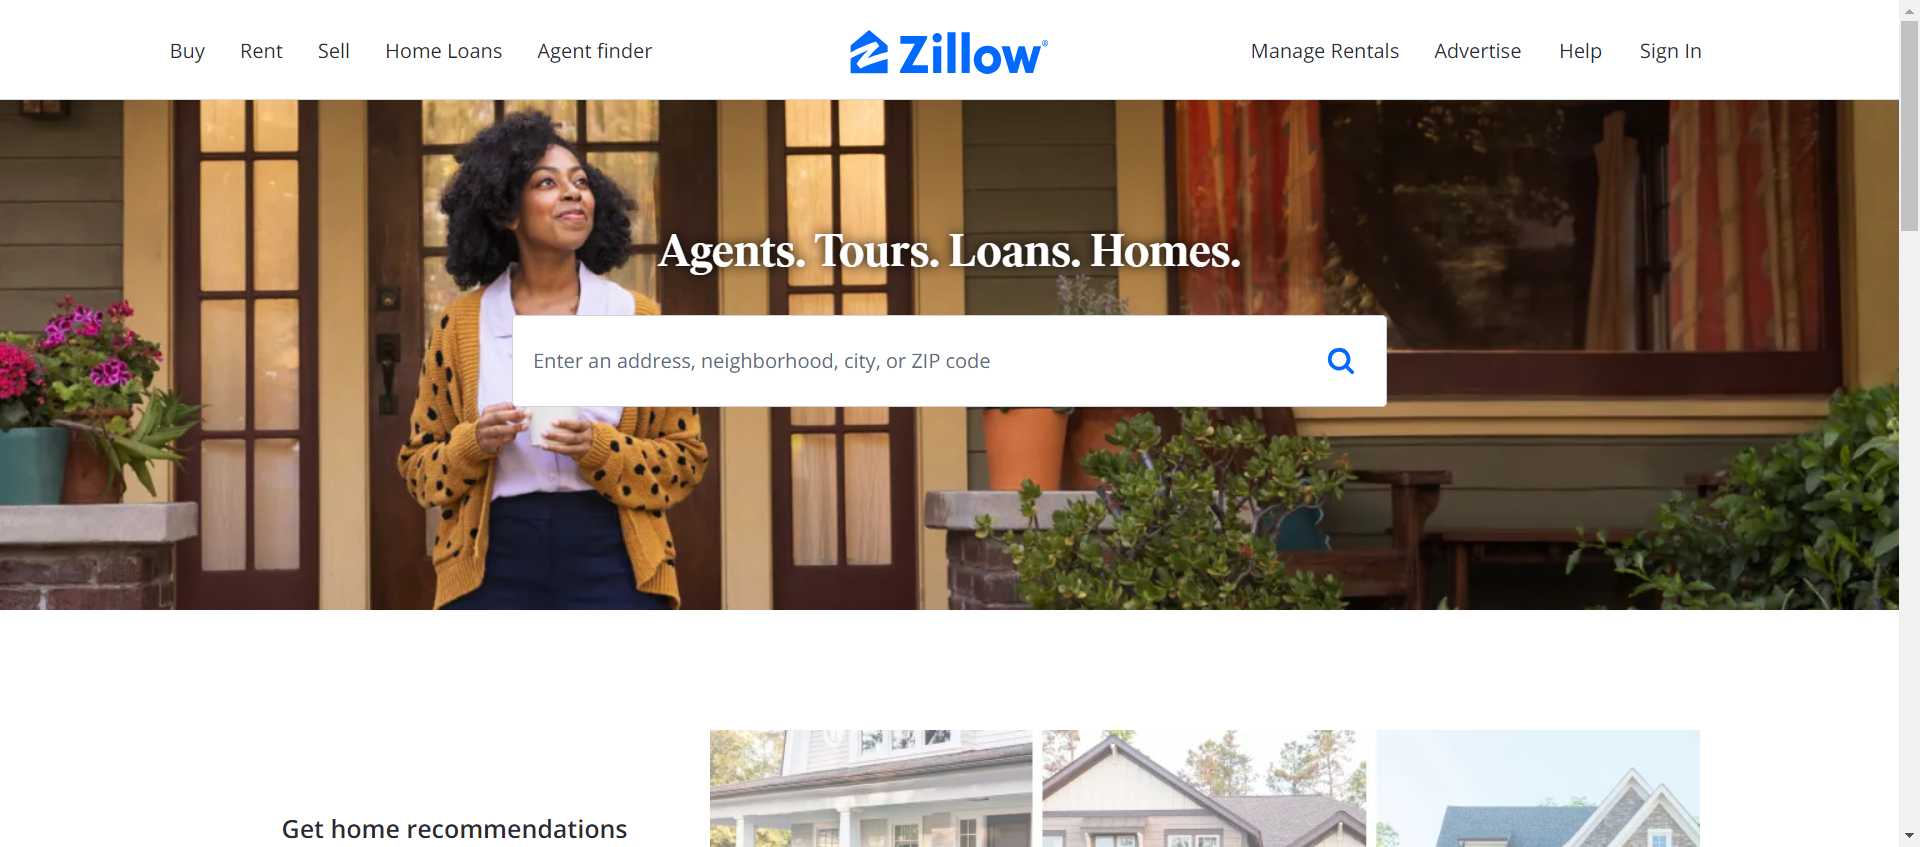 Buy Rent Sell Home Loans Agent finder Zillow® Manage Rentals Advertise Help Sign In
Agents. Tours. Loans. Homes.
Enter an address, neighborhood, city, or ZIP code
Get home recommendations